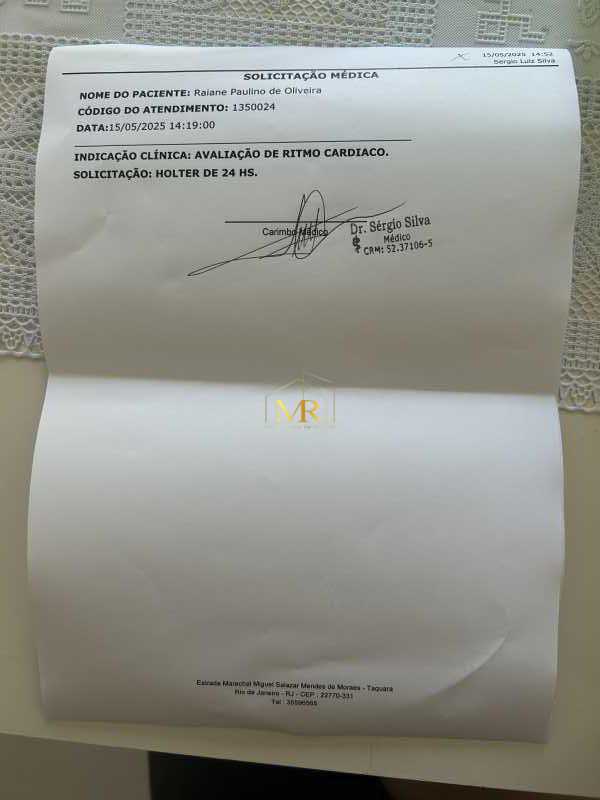 15/05/2025 14:52
Sergio Luiz Silva
SOLICITAÇÃO MÉDICA
NOME DO PACIENTE: Raiane Paulino de Oliveira
CÓDIGO DO ATENDIMENTO: 1350024
DATA:15/05/2025 14:19:00
INDICAÇÃO CLÍNICA: AVALIAÇÃO DE RITMO CARDIACO.
SOLICITAÇÃO: HOLTER DE 24 HS.
Carimbo Médico
Dr. Sérgio Silva
Médico
CRM: 52.37106-5
MR
Estrada Marechal Miguel Salazar Mendes de Moraes - Taquara
Rio de Janeiro - RJ - CEP : 22770-331
Tel : 35596565